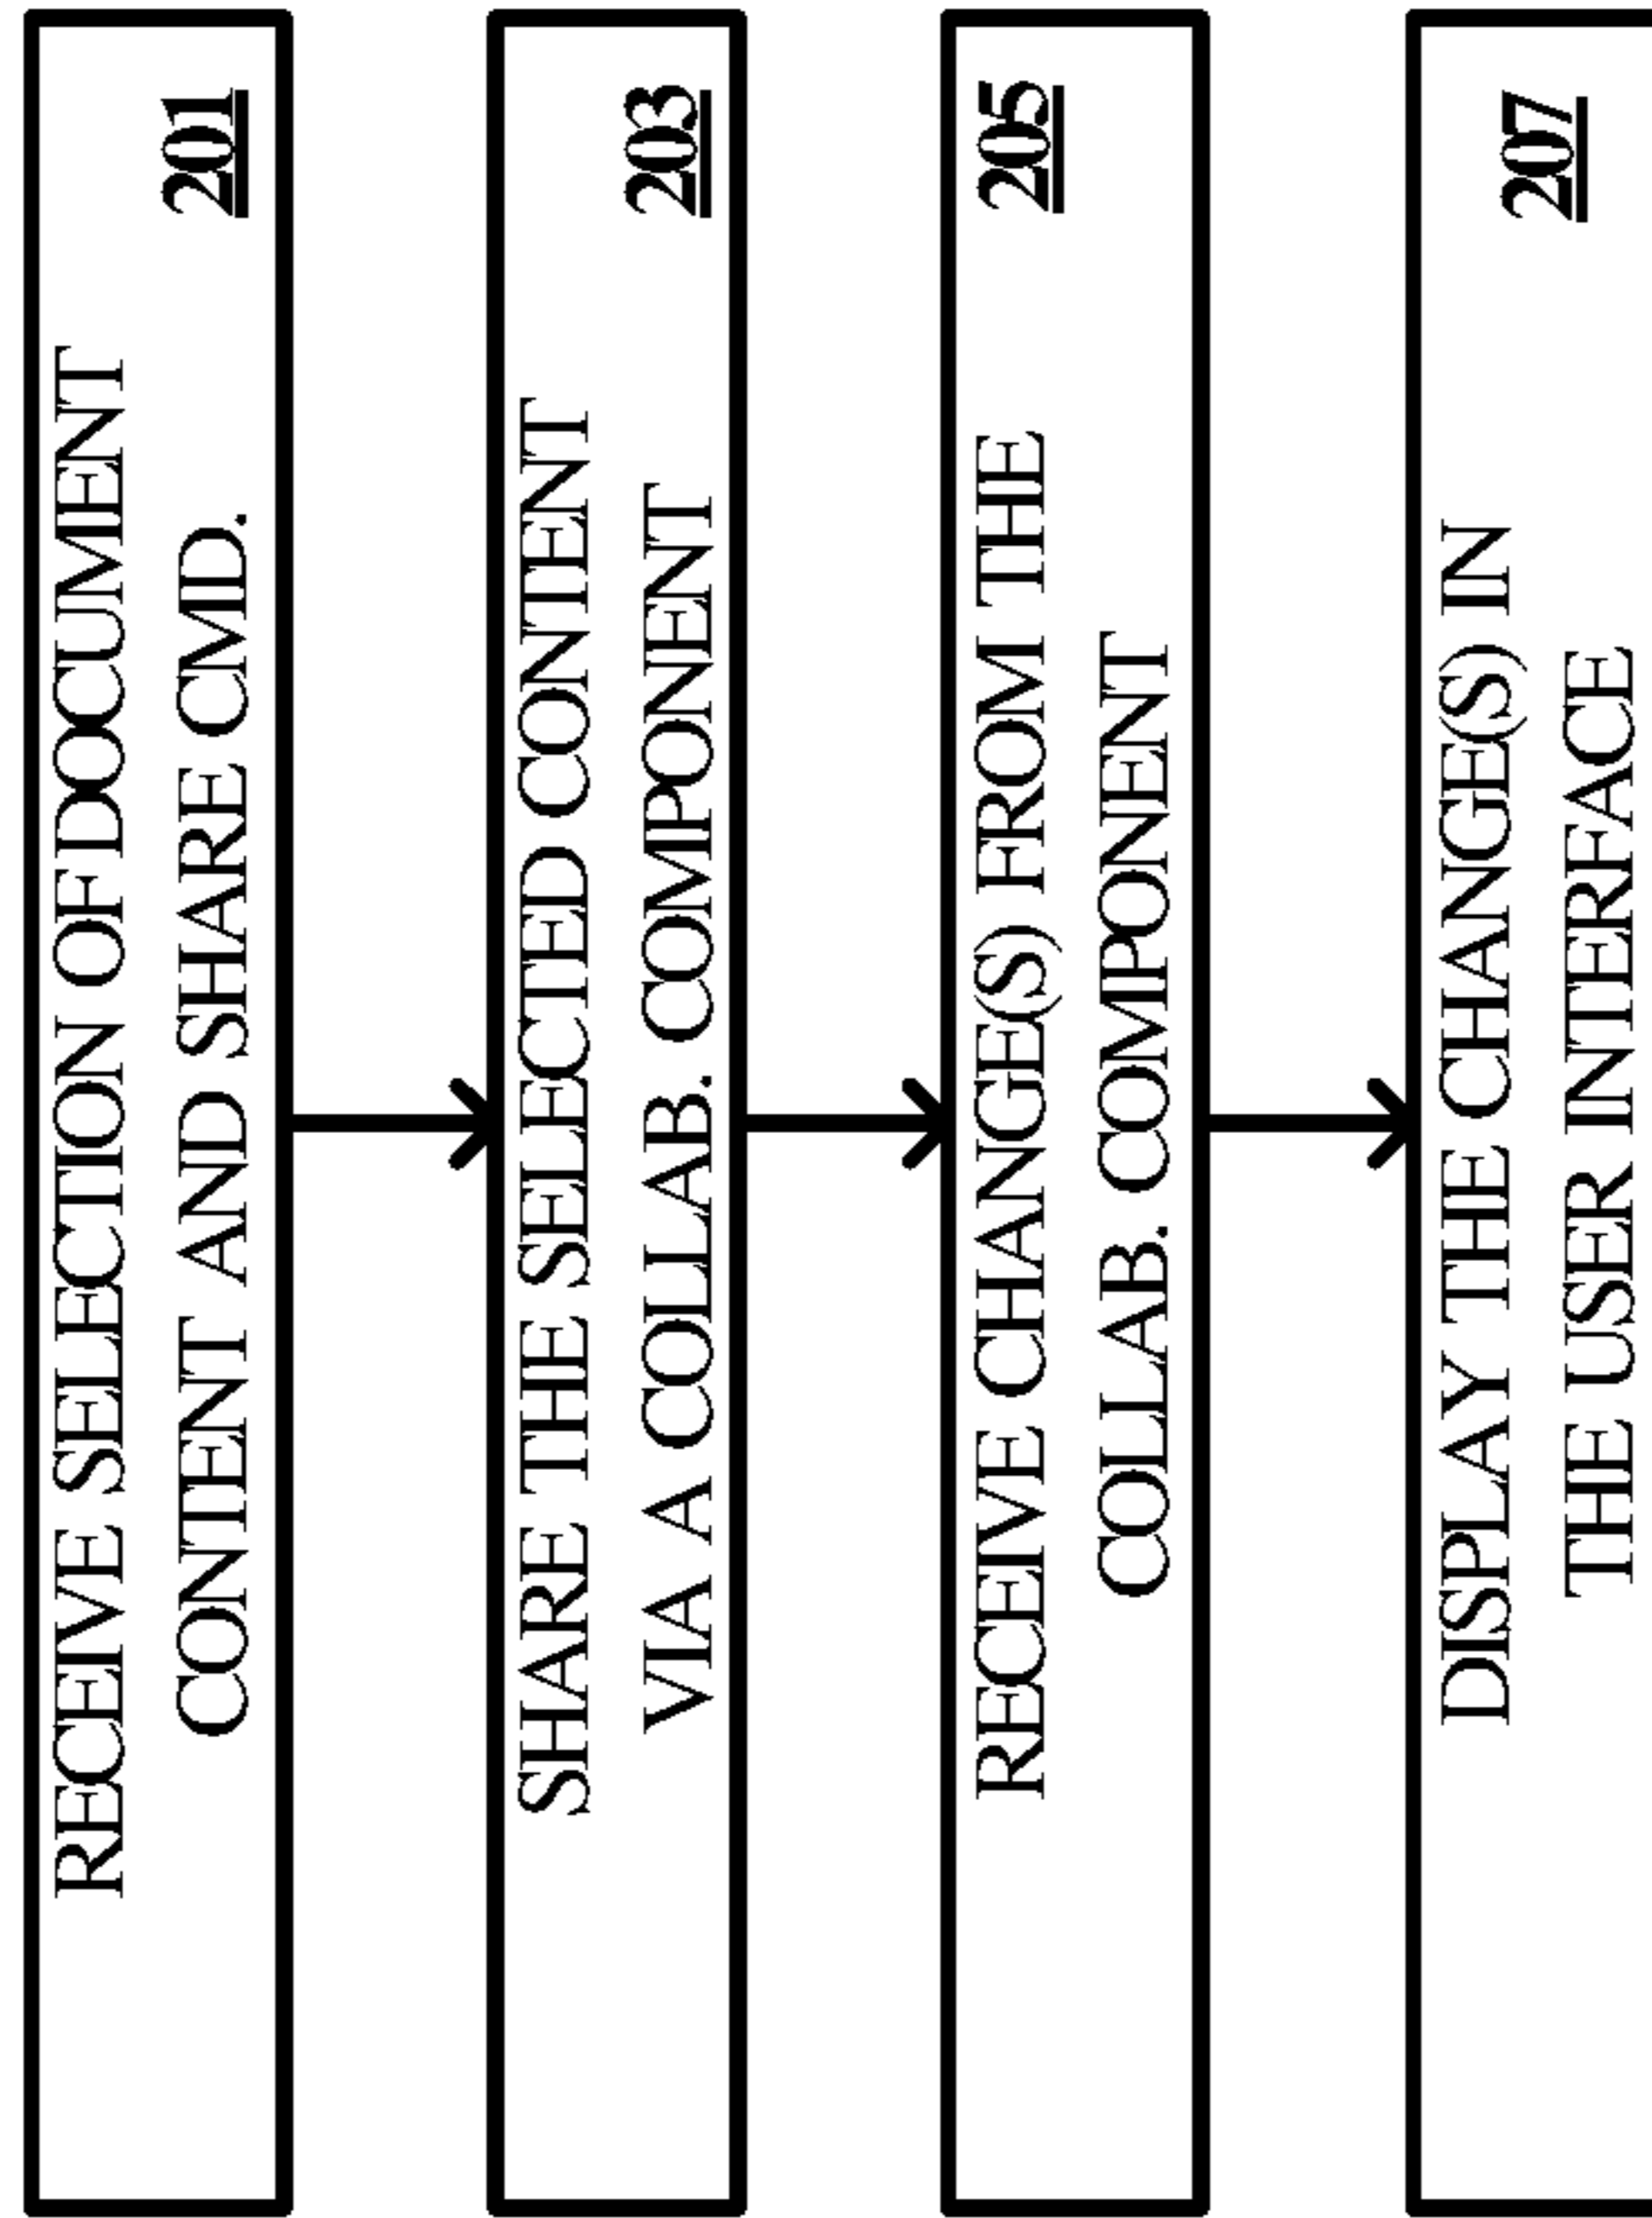 RECEIVE SELECTION OF DOCUMENT
CONTENT AND SHARE CMD.
201
SHARE THE SELECTED CONTENT
VIA A COLLAB. COMPONENT
203
RECEIVE CHANGE(S) FROM THE
COLLAB. COMPONENT
205
DISPLAY THE CHANGE(S) IN
THE USER INTERFACE
207